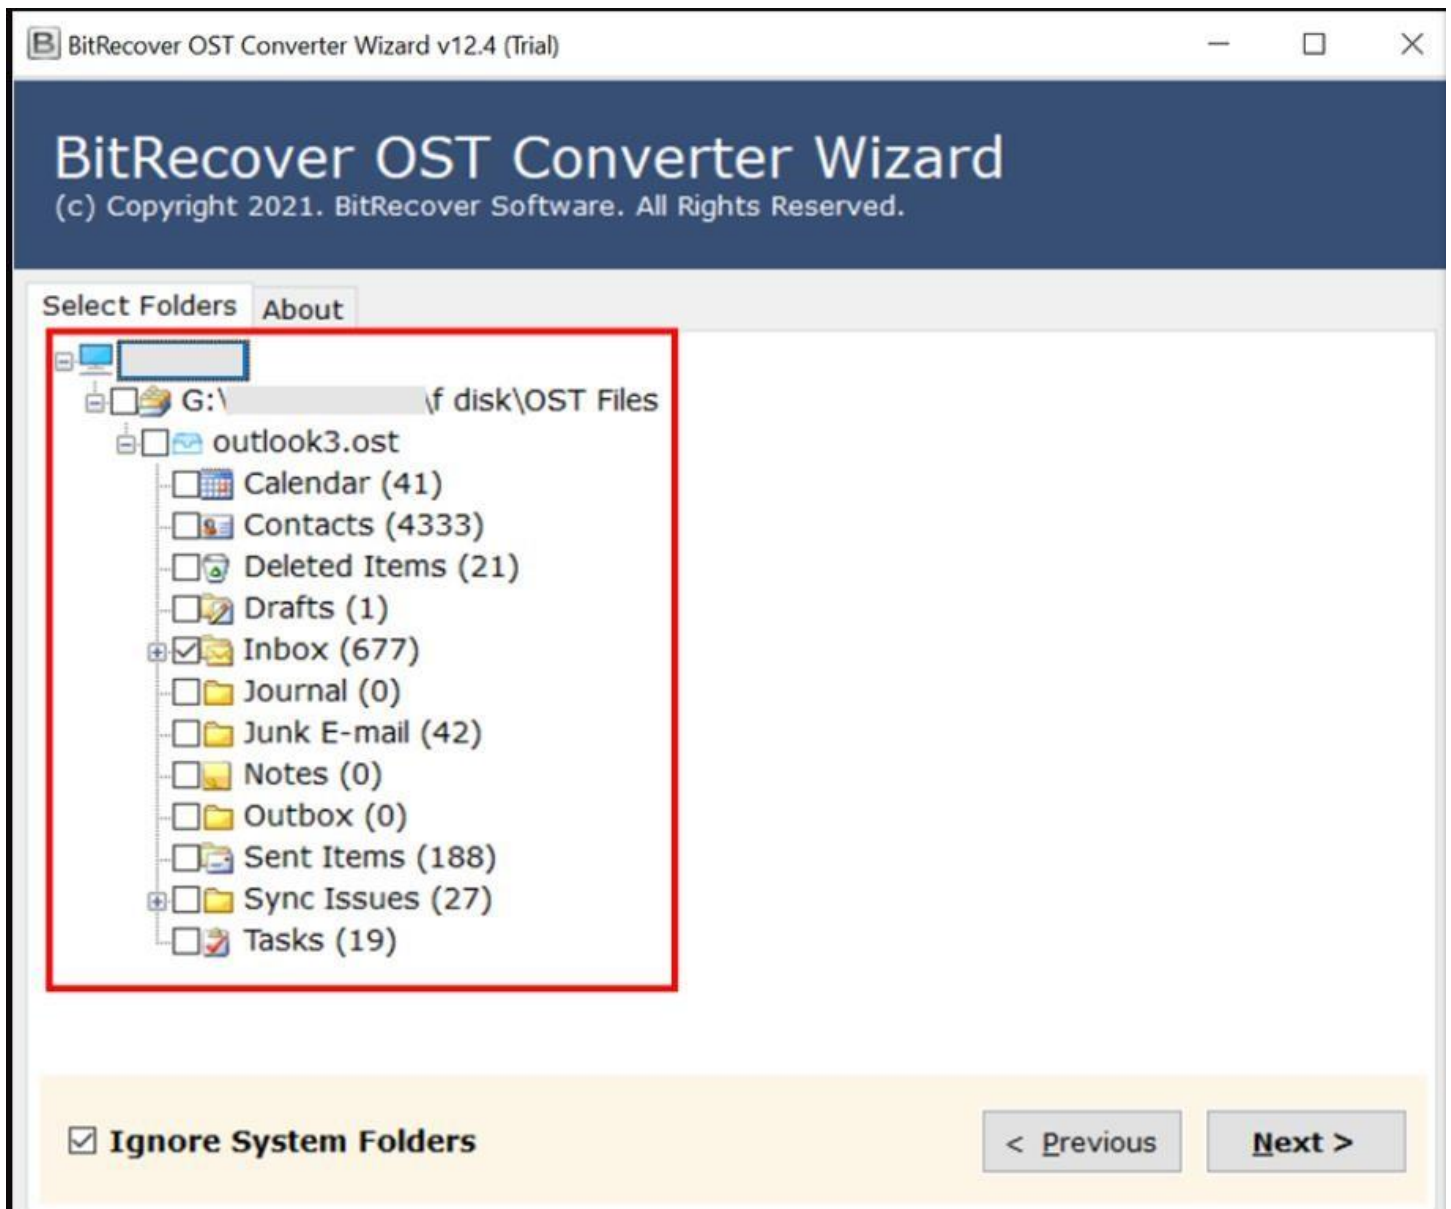 BitRecover OST Converter Wizard v12.4 (Trial)
BitRecover OST Converter Wizard
(c) Copyright 2021. BitRecover Software. All Rights Reserved.
Select Folders About
G:\ \f disk\OST Files
outlook3.ost
Calendar (41)
Contacts (4333)
Deleted Items (21)
Drafts (1)
Inbox (677)
Journal (0)
Junk E-mail (42)
Notes (0)
Outbox (0)
Sent Items (188)
Sync Issues (27)
Tasks (19)
Ignore System Folders < Previous Next >